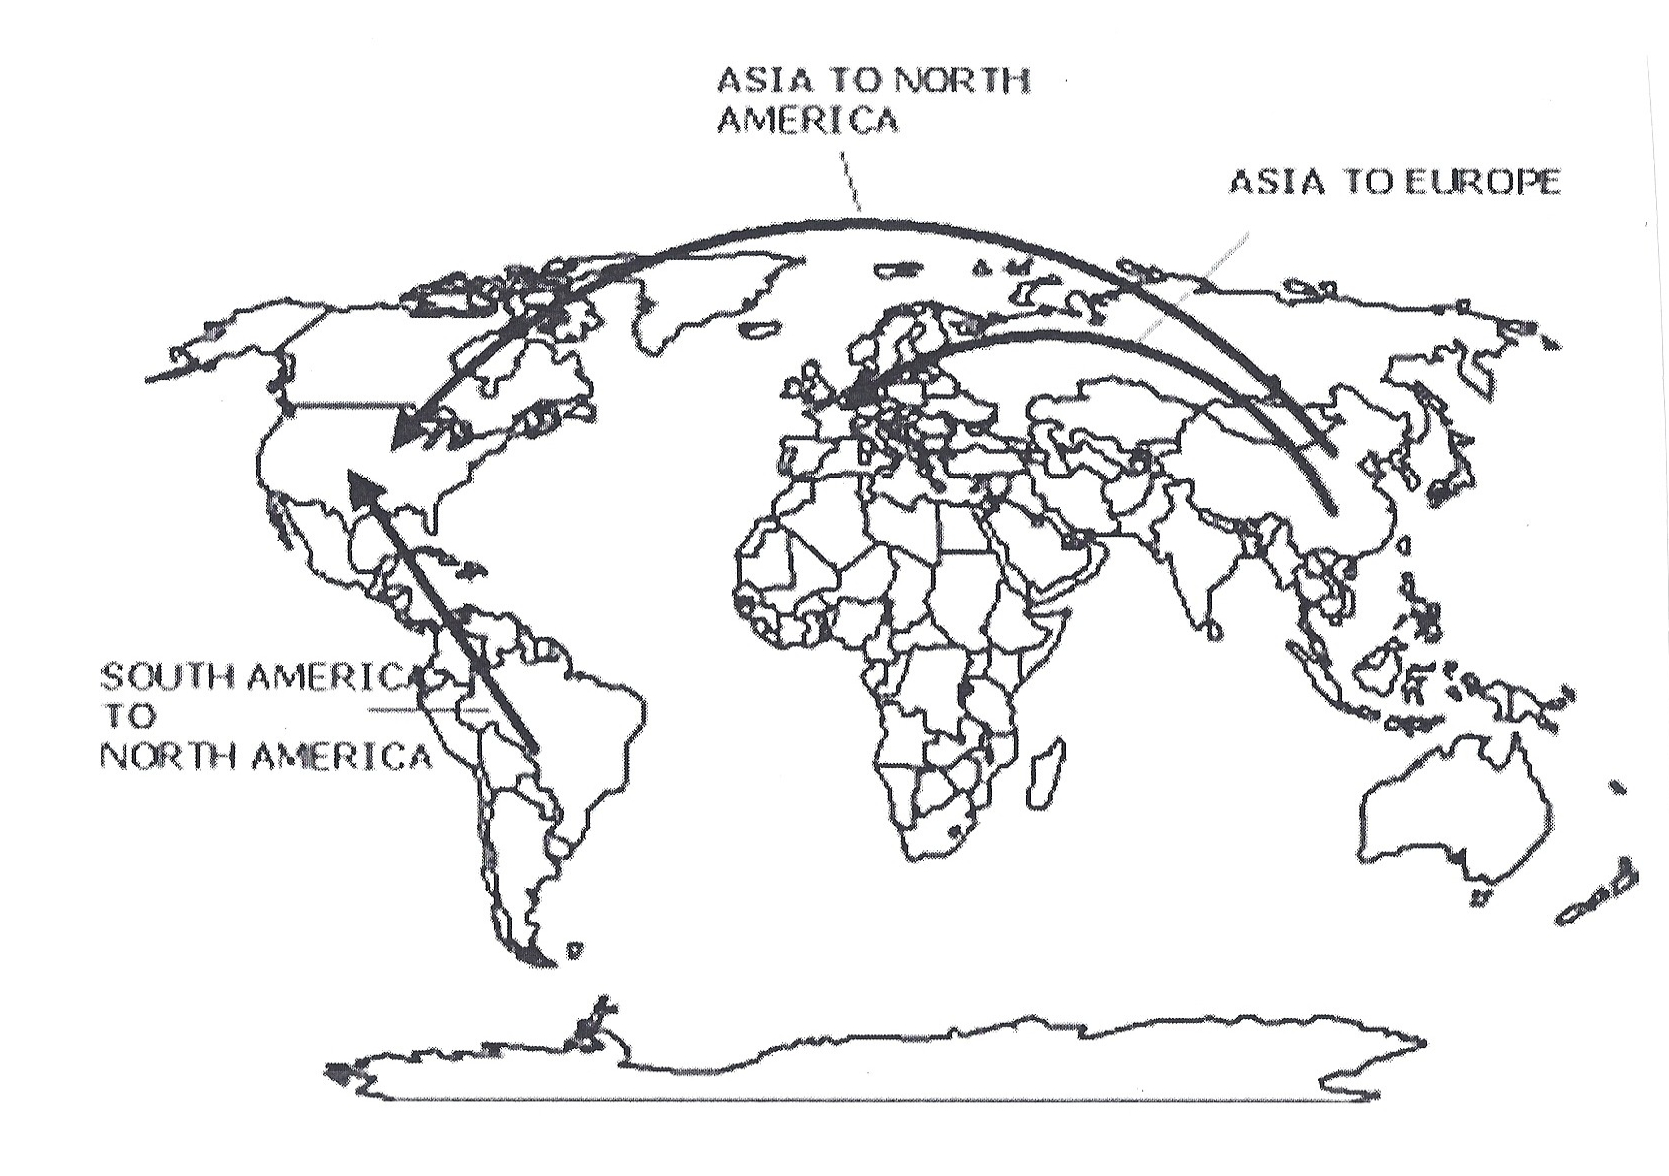 ASIA TO NORTH
AMERICA
ASIA TO EUROPE
SOUTH AMERICA
TO
NORTH AMERICA